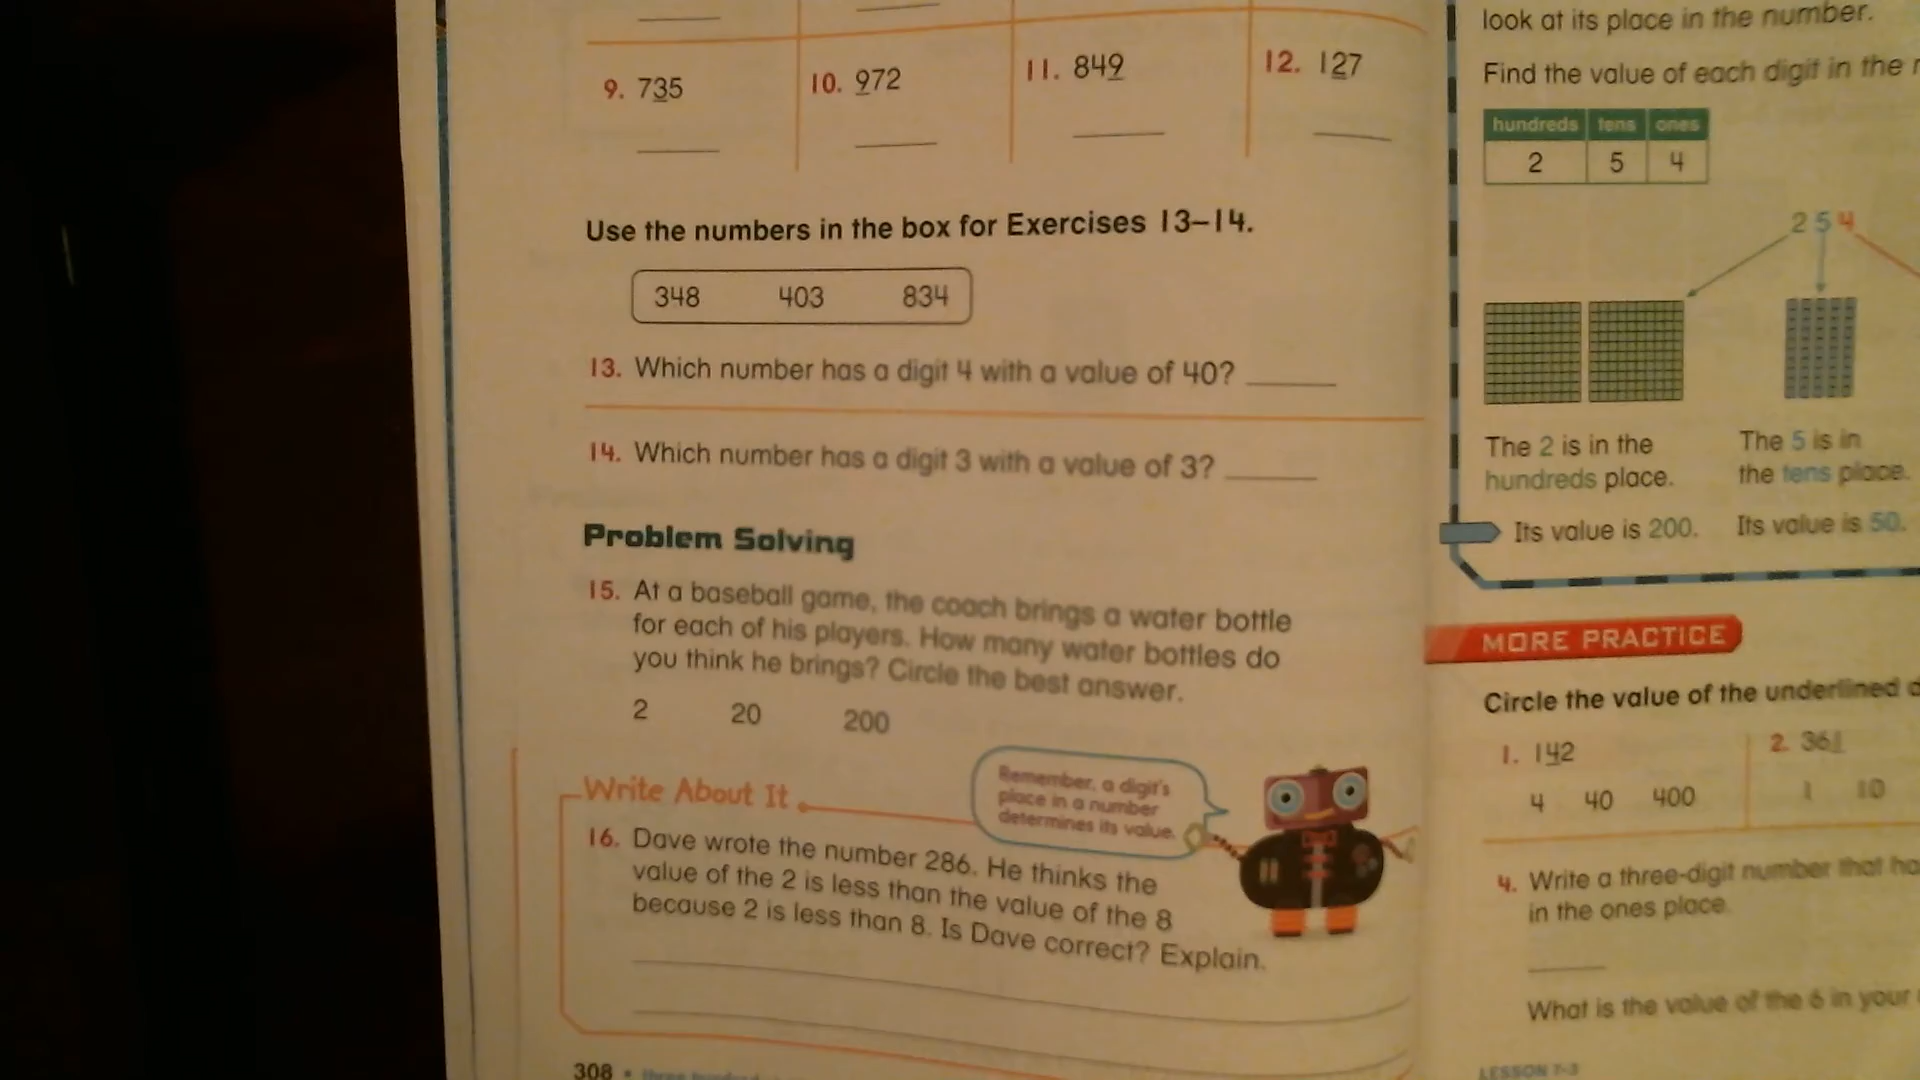 9. 735
10. 972
11. 849
12. 127
Use the numbers in the box for Exercises 13–14.
348 403 834
13. Which number has a digit 4 with a value of 40?
14. Which number has a digit 3 with a value of 3?
Problem Solving
15. At a baseball game, the coach brings a water bottle
for each of his players. How many water bottles do
you think he brings? Circle the best answer.
2 20 200
Write About It
Remember, a digit's
place in a number
determines its value.
16. Dave wrote the number 286. He thinks the
value of the 2 is less than the value of the 8
because 2 is less than 8. Is Dave correct? Explain.
308 •
look at its place in the number.
Find the value of each digit in the
hundreds tens ones
2 5 4
254
The 2 is in the
hundreds place.
Its value is 200.
The 5 is in
the tens place.
Its value is 50.
MORE PRACTICE
Circle the value of the underlined
1. 142
4 40 400
2. 361
1 10
4. Write a three-digit number that
in the ones place.
What is the value of the 6 in your
LESSON 7-3